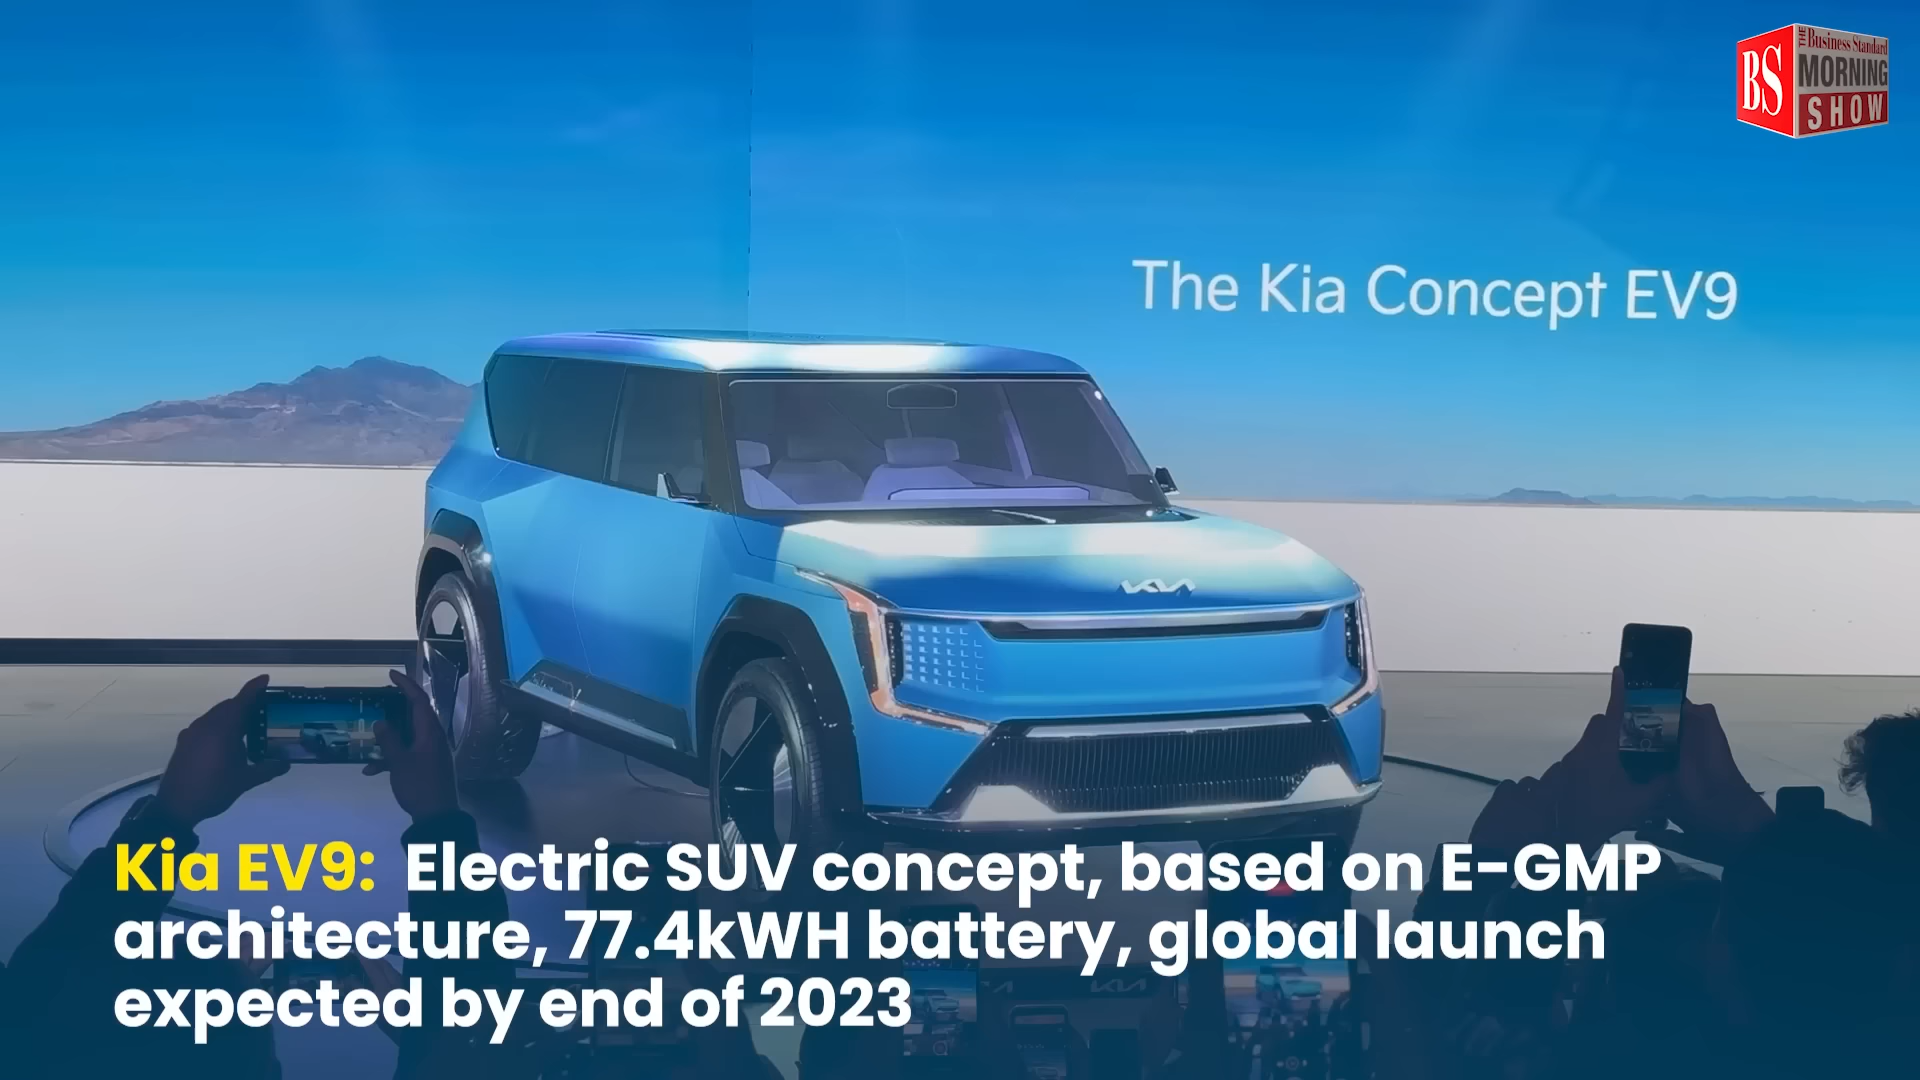 THE
Business Standard
BS
MORNING
SHOW
The Kia Concept EV9
KIA
Kia EV9: Electric SUV concept, based on E-GMP
architecture, 77.4kWH battery, global launch
expected by end of 2023